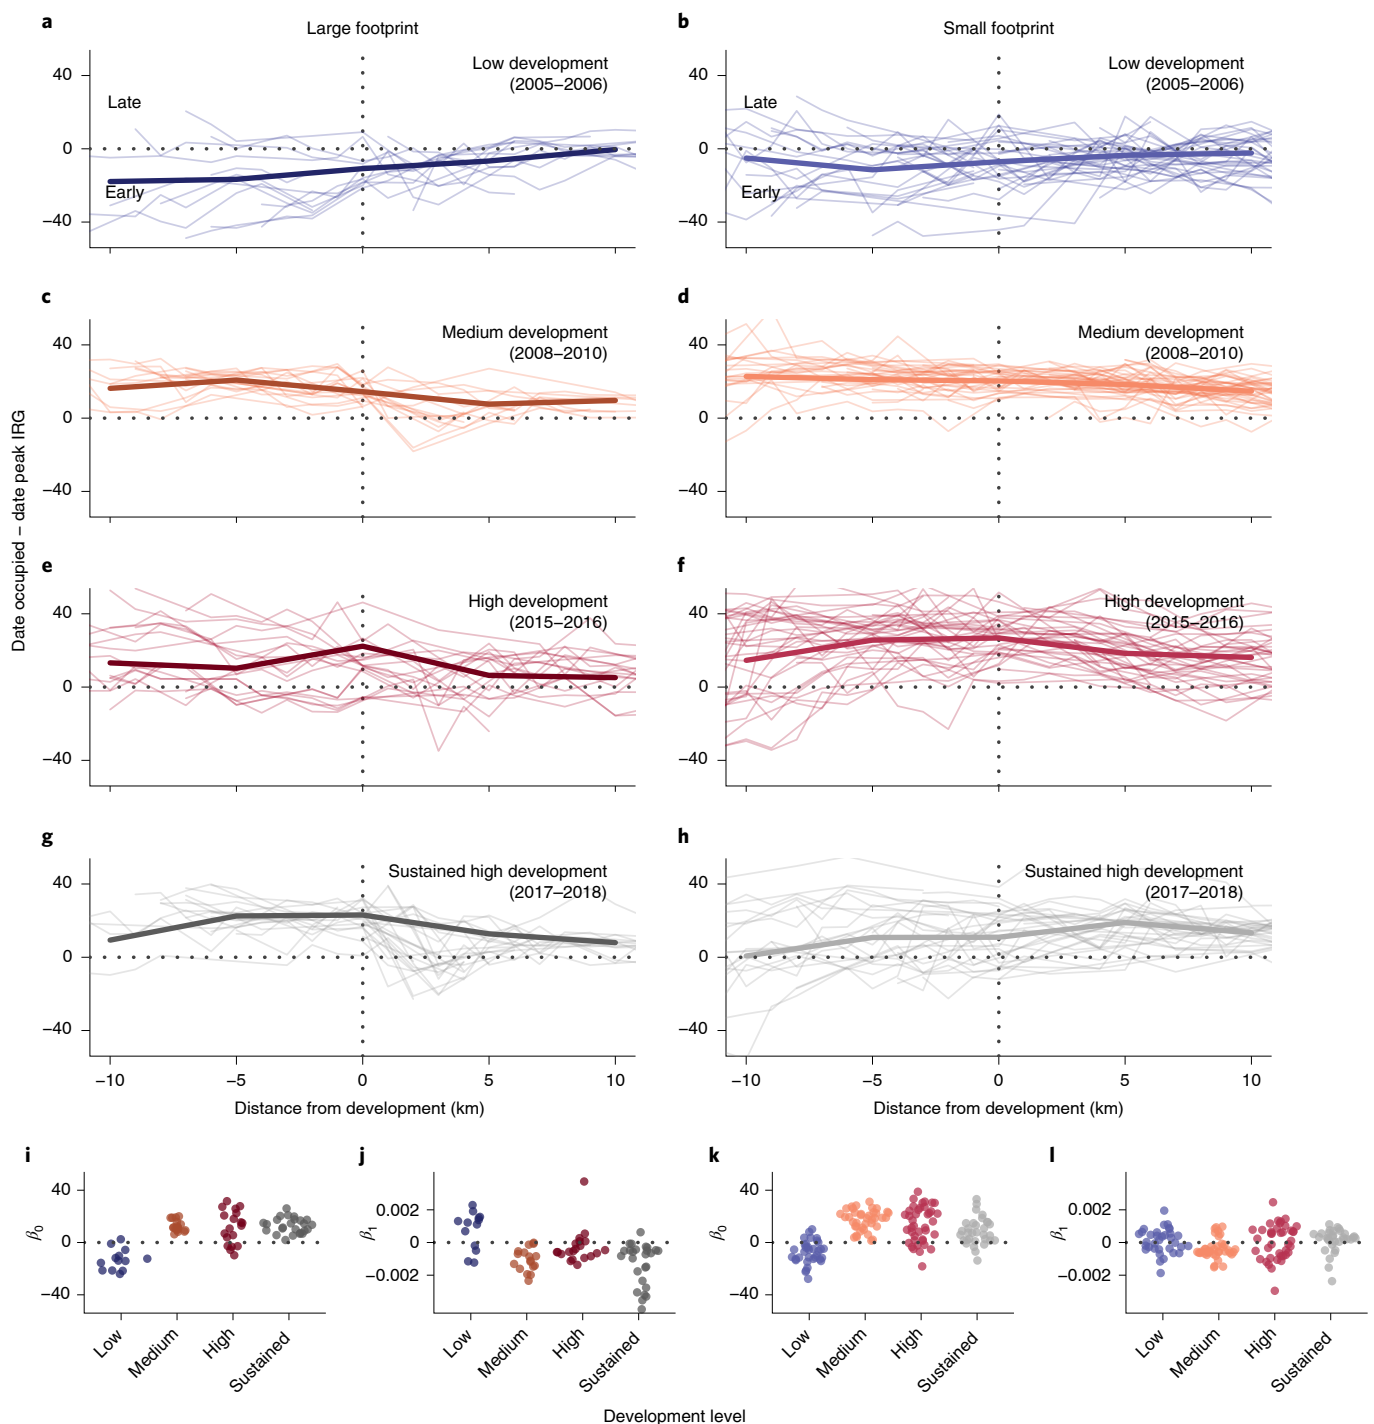 a
Large footprint
b
Small footprint
Date occupied – date peak IRG
40
0
−40
Late
Early
Low development
(2005–2006)
Late
Early
40
0
−40
Low development
(2005–2006)
c
40
0
−40
Medium development
(2008–2010)
d
40
0
−40
Medium development
(2008–2010)
e
40
0
−40
High development
(2015–2016)
f
40
0
−40
High development
(2015–2016)
g
40
0
−40
Sustained high development
(2017–2018)
h
40
0
−40
Sustained high development
(2017–2018)
−10 −5 0 5 10
Distance from development (km)
−10 −5 0 5 10
Distance from development (km)
i
β0
40
0
−40
Low
Medium
High
Sustained
j
β1
0.002
0
−0.002
Low
Medium
High
Sustained
k
β0
40
0
−40
Low
Medium
High
Sustained
l
β1
0.002
0
−0.002
Low
Medium
High
Sustained
Development level